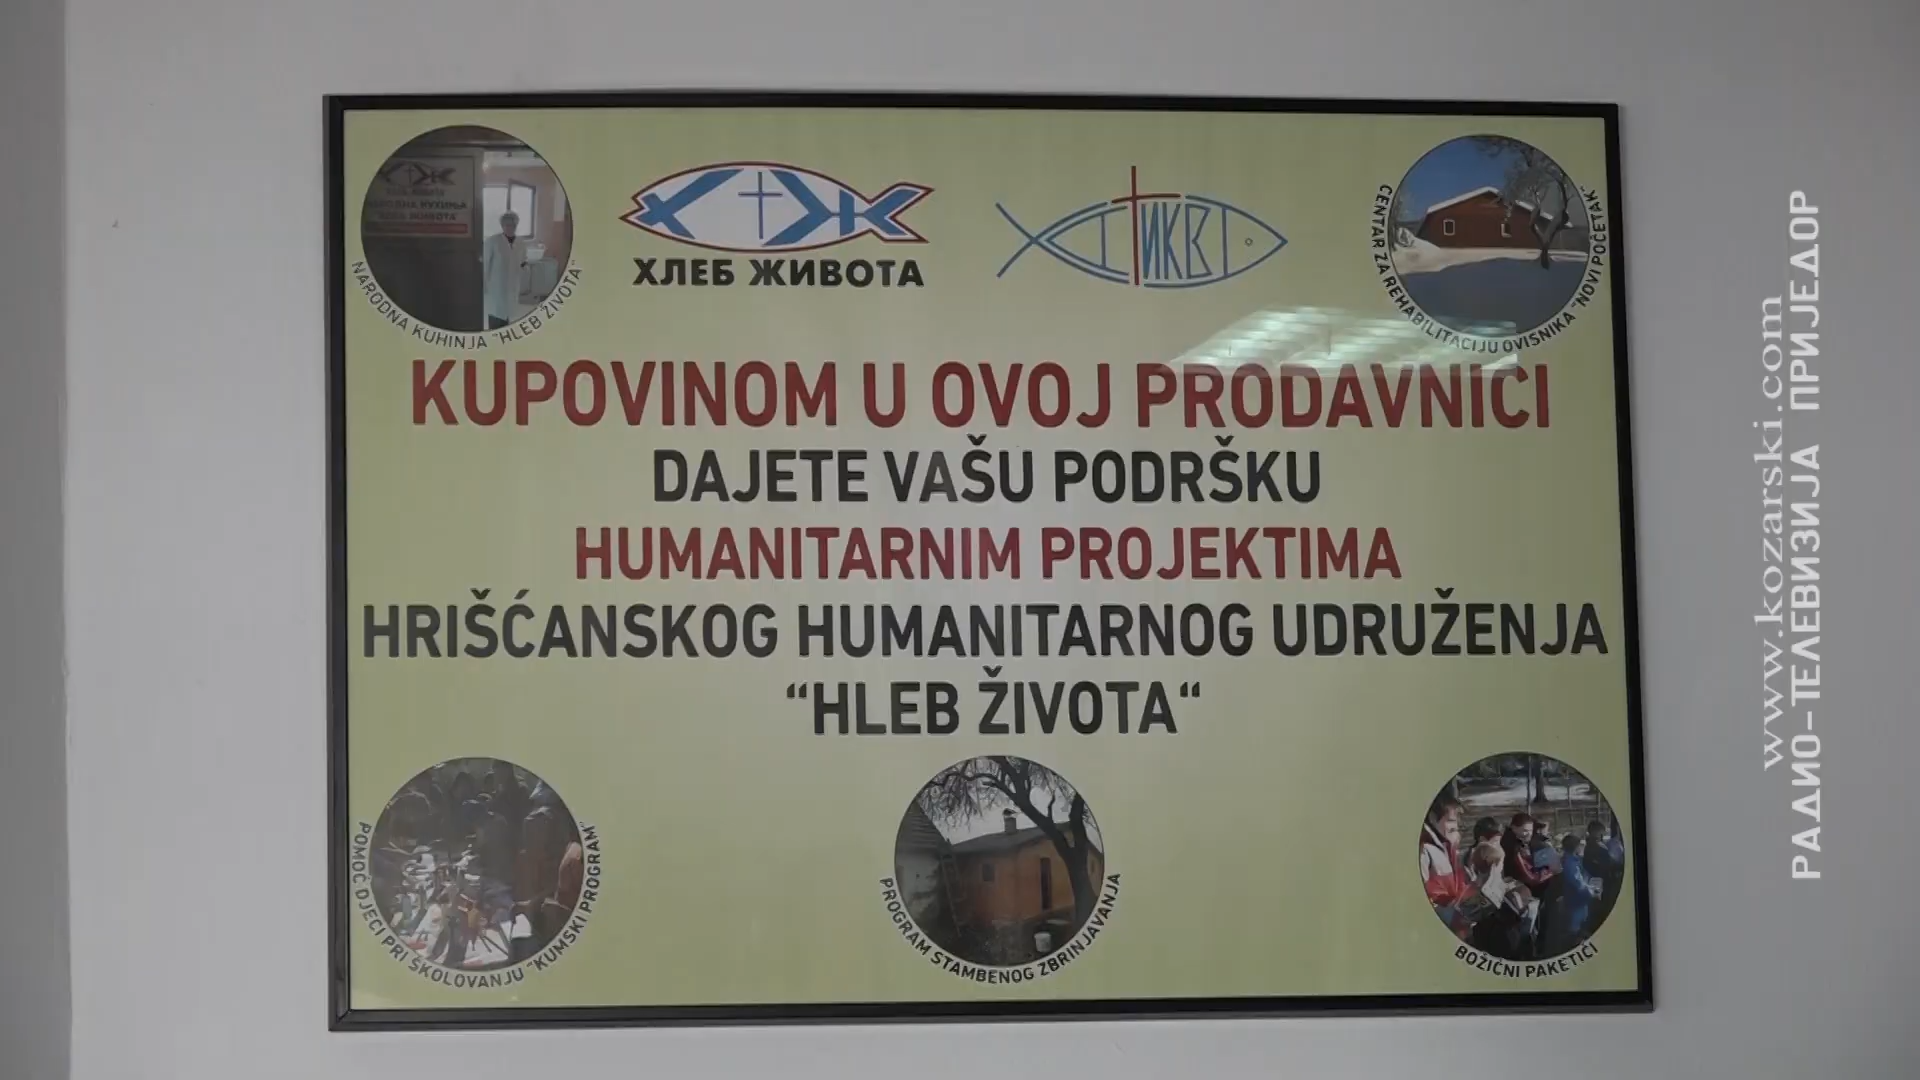 ХЛЕБ ЖИВОТА
NARODNA KUHINJA "HLEB ŽIVOTA"
CENTAR ZA REHABILITACIJU OVISNIKA "NOVI POČETAK"
KUPOVINOM U OVOJ PRODAVNICI
DAJETE VAŠU PODRŠKU
HUMANITARNIM PROJEKTIMA
HRIŠĆANSKOG HUMANITARNOG UDRUŽENJA
“HLEB ŽIVOTA“
POMOĆ DJECI PRI ŠKOLOVANJU "KUMSKI PROGRAM"
PROGRAM STAMBENOG ZBRINJAVANJA
BOŽIĆNI PAKETIĆI
www.kozarski.com
РАДИО-ТЕЛЕВИЗИЈА ПРИЈЕДОР